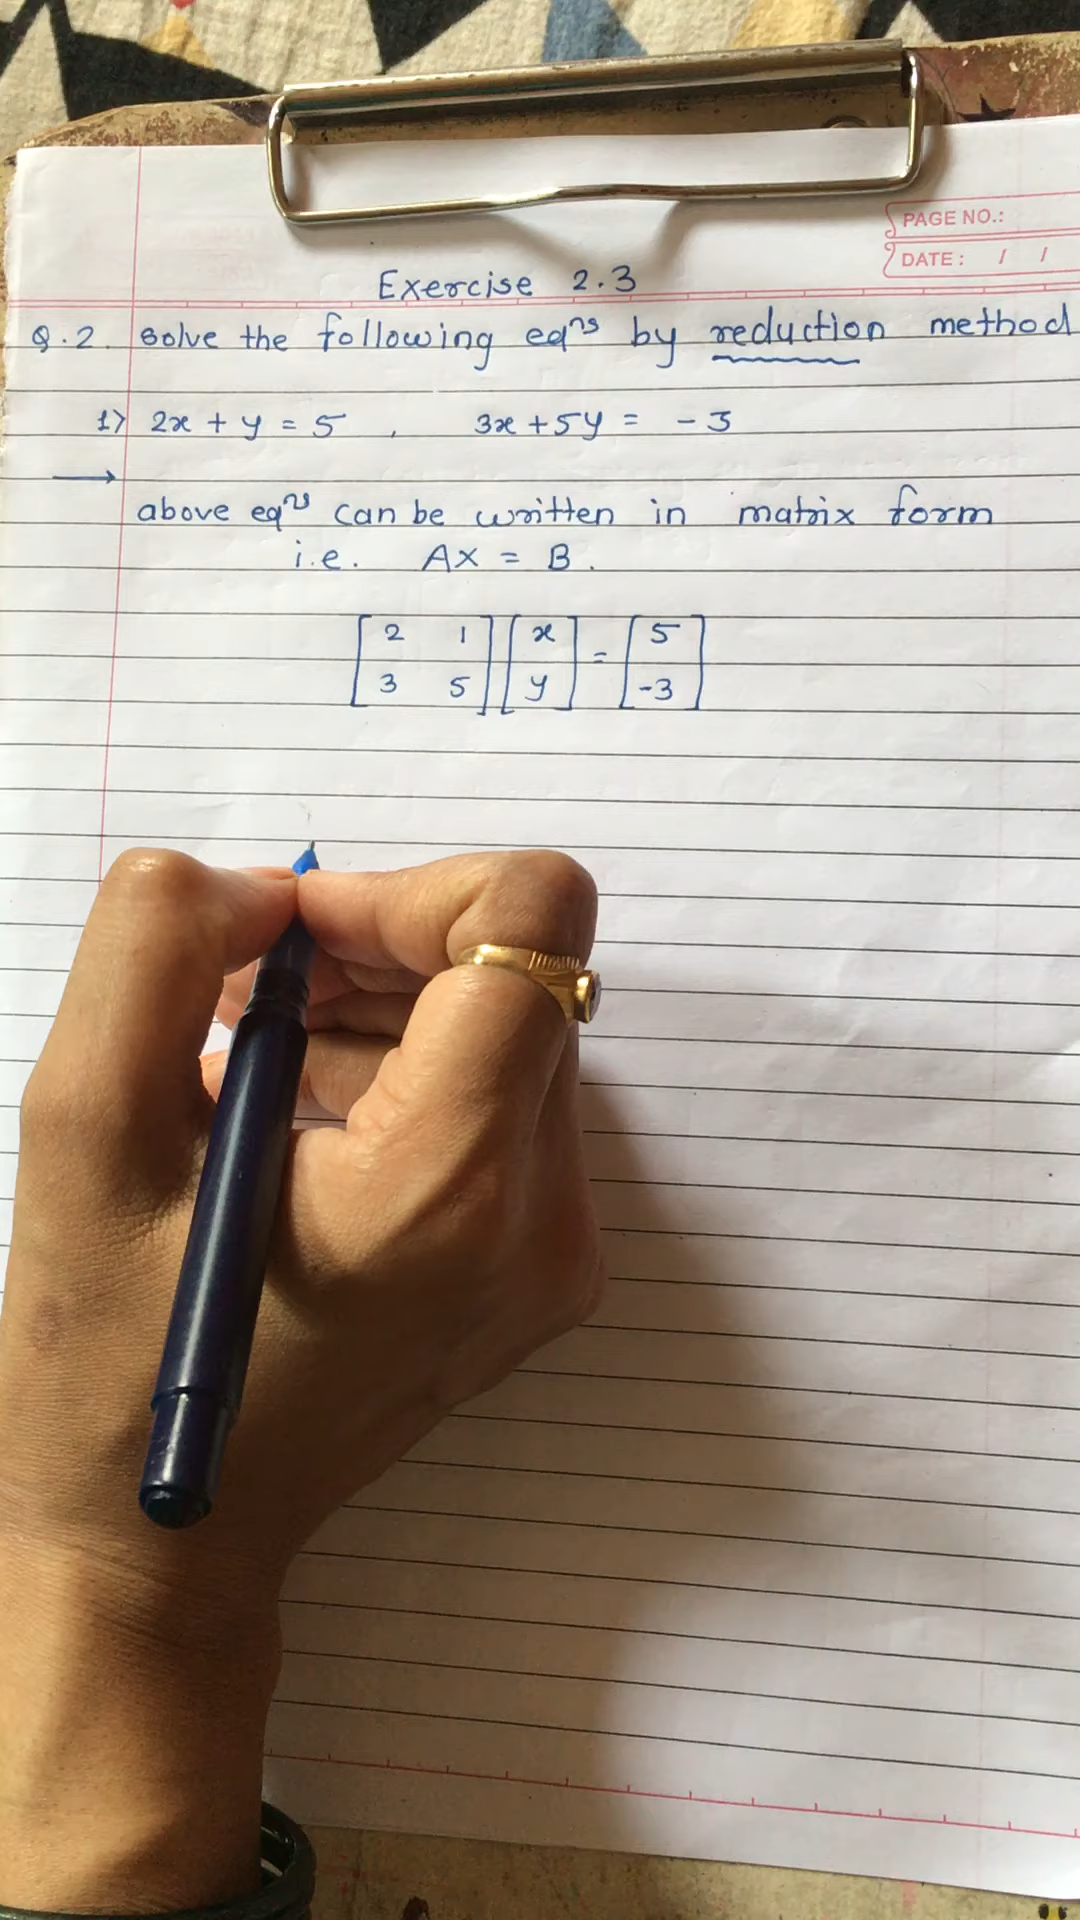 PAGE NO.:
DATE : / /
Exercise 2.3
Q.2. Solve the following eqns by reduction method
1) 2x + y = 5 , 3x + 5y = -3
→ above eqns can be written in matrix form
i.e. AX = B.
[2 1] [x] = [5]
[3 5] [y] [-3]